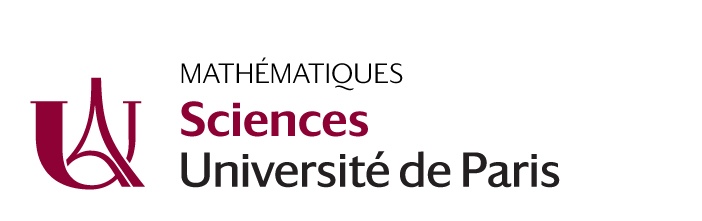 MATHÉMATIQUES
Sciences
Université de Paris